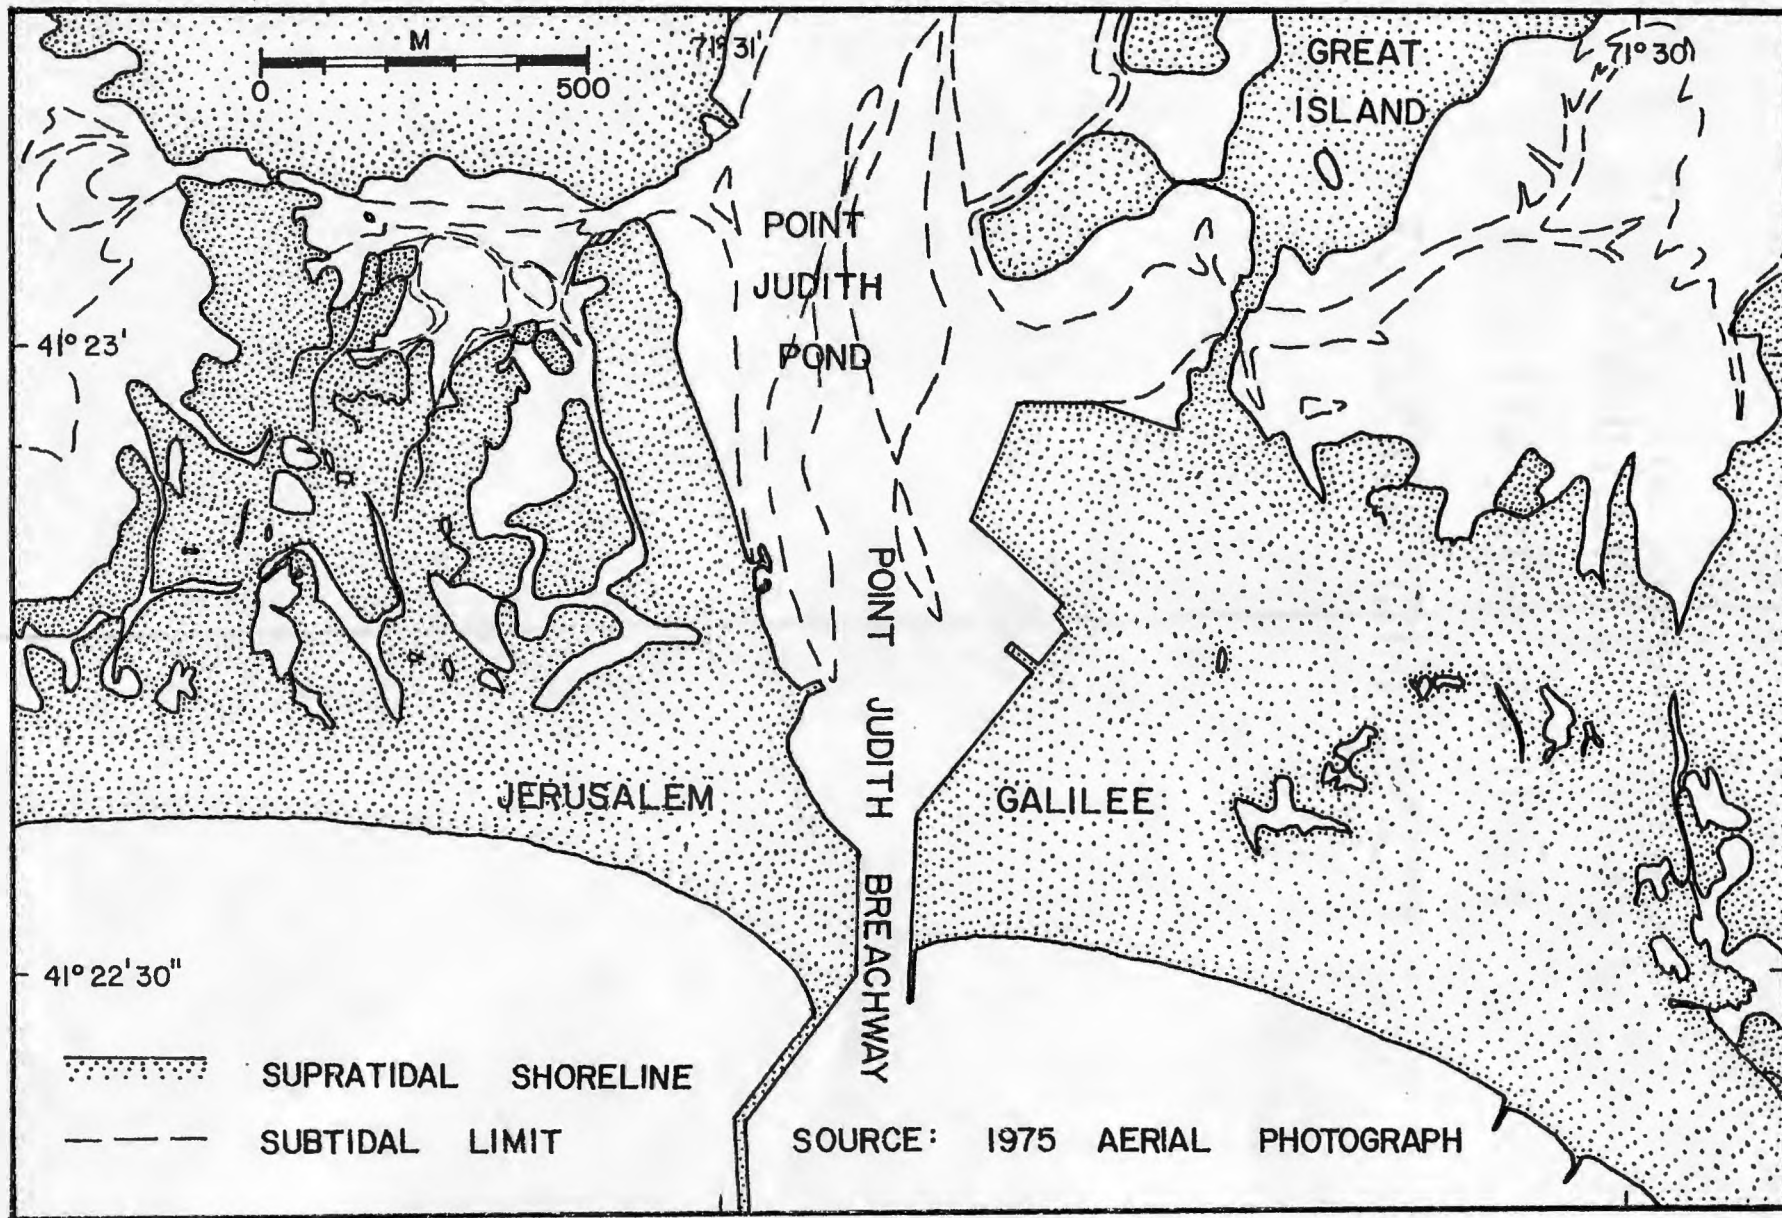 M
0 500
71° 31'
71° 30'
GREAT
ISLAND
POINT
JUDITH
POND
41° 23'
POINT JUDITH BREACHWAY
JERUSALEM
GALILEE
41° 22' 30"
SUPRATIDAL SHORELINE
SUBTIDAL LIMIT
SOURCE: 1975 AERIAL PHOTOGRAPH